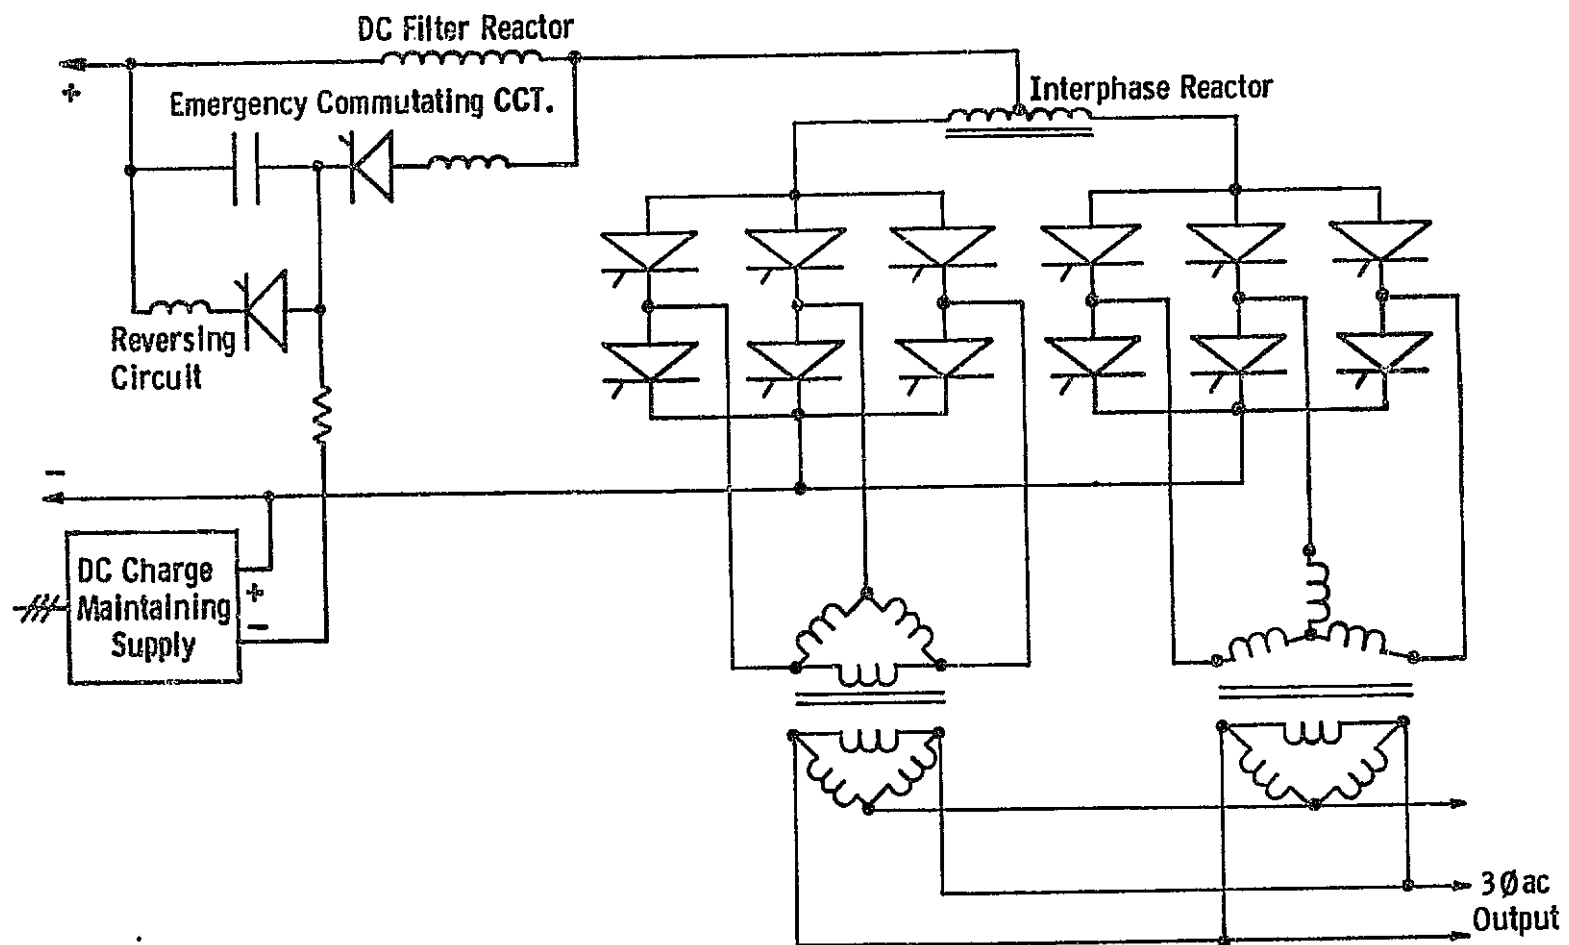 DC Filter Reactor
+
Emergency Commutating CCT.
Interphase Reactor
Reversing
Circuit
−
DC Charge
Maintaining
Supply
+
−
3Øac
Output